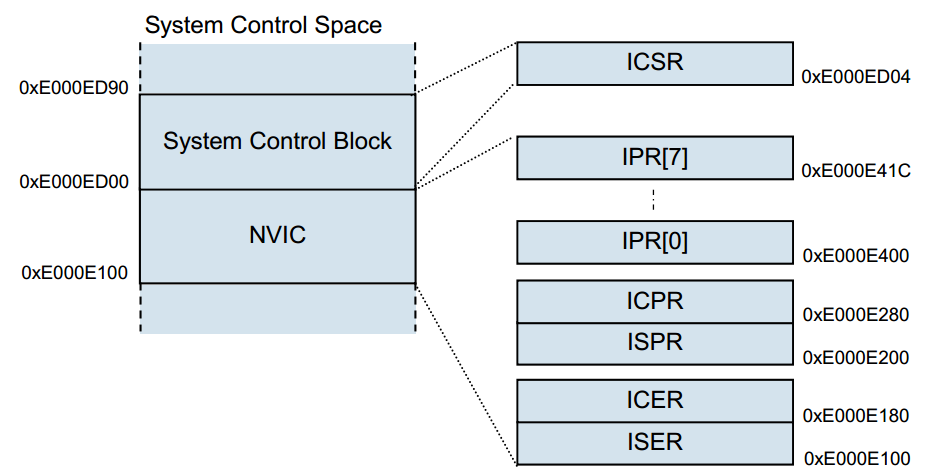 System Control Space
0xE000ED90
System Control Block
0xE000ED00
NVIC
0xE000E100
ICSR
0xE000ED04
IPR[7]
0xE000E41C
IPR[0]
0xE000E400
ICPR
0xE000E280
ISPR
0xE000E200
ICER
0xE000E180
ISER
0xE000E100